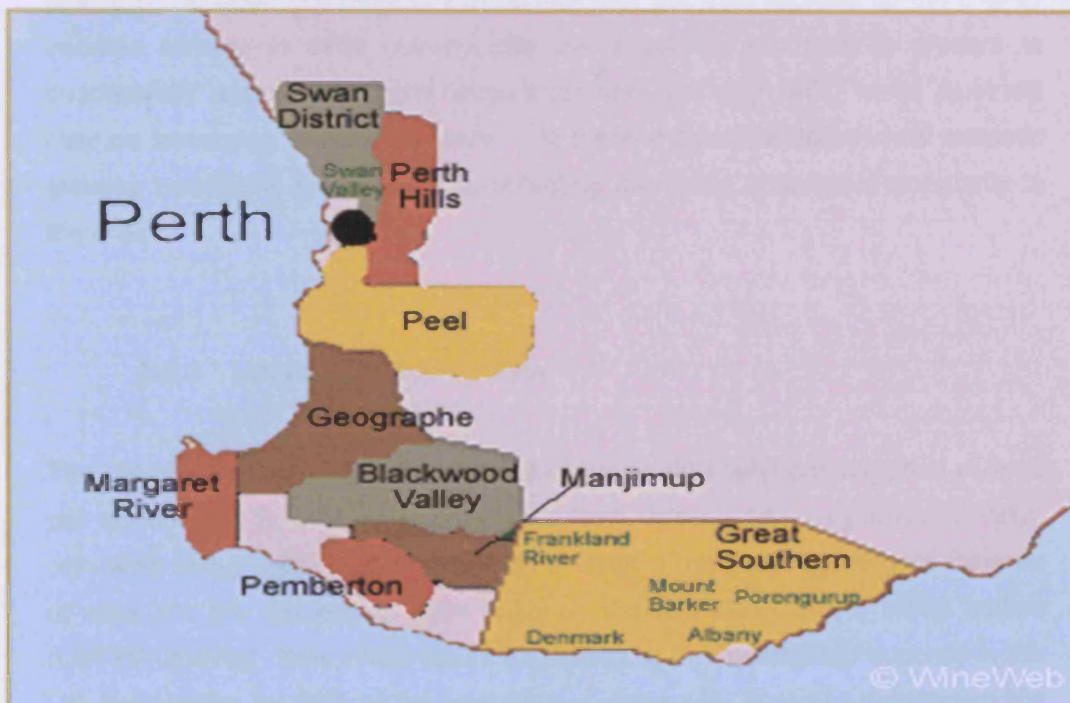 Swan
District
Swan
Valley
Perth
Hills
Perth
Peel
Geographe
Margaret
River
Blackwood
Valley
Manjimup
Frankland
River
Great
Southern
Pemberton
Mount
Barker
Porongurup
Denmark
Albany
© WineWeb